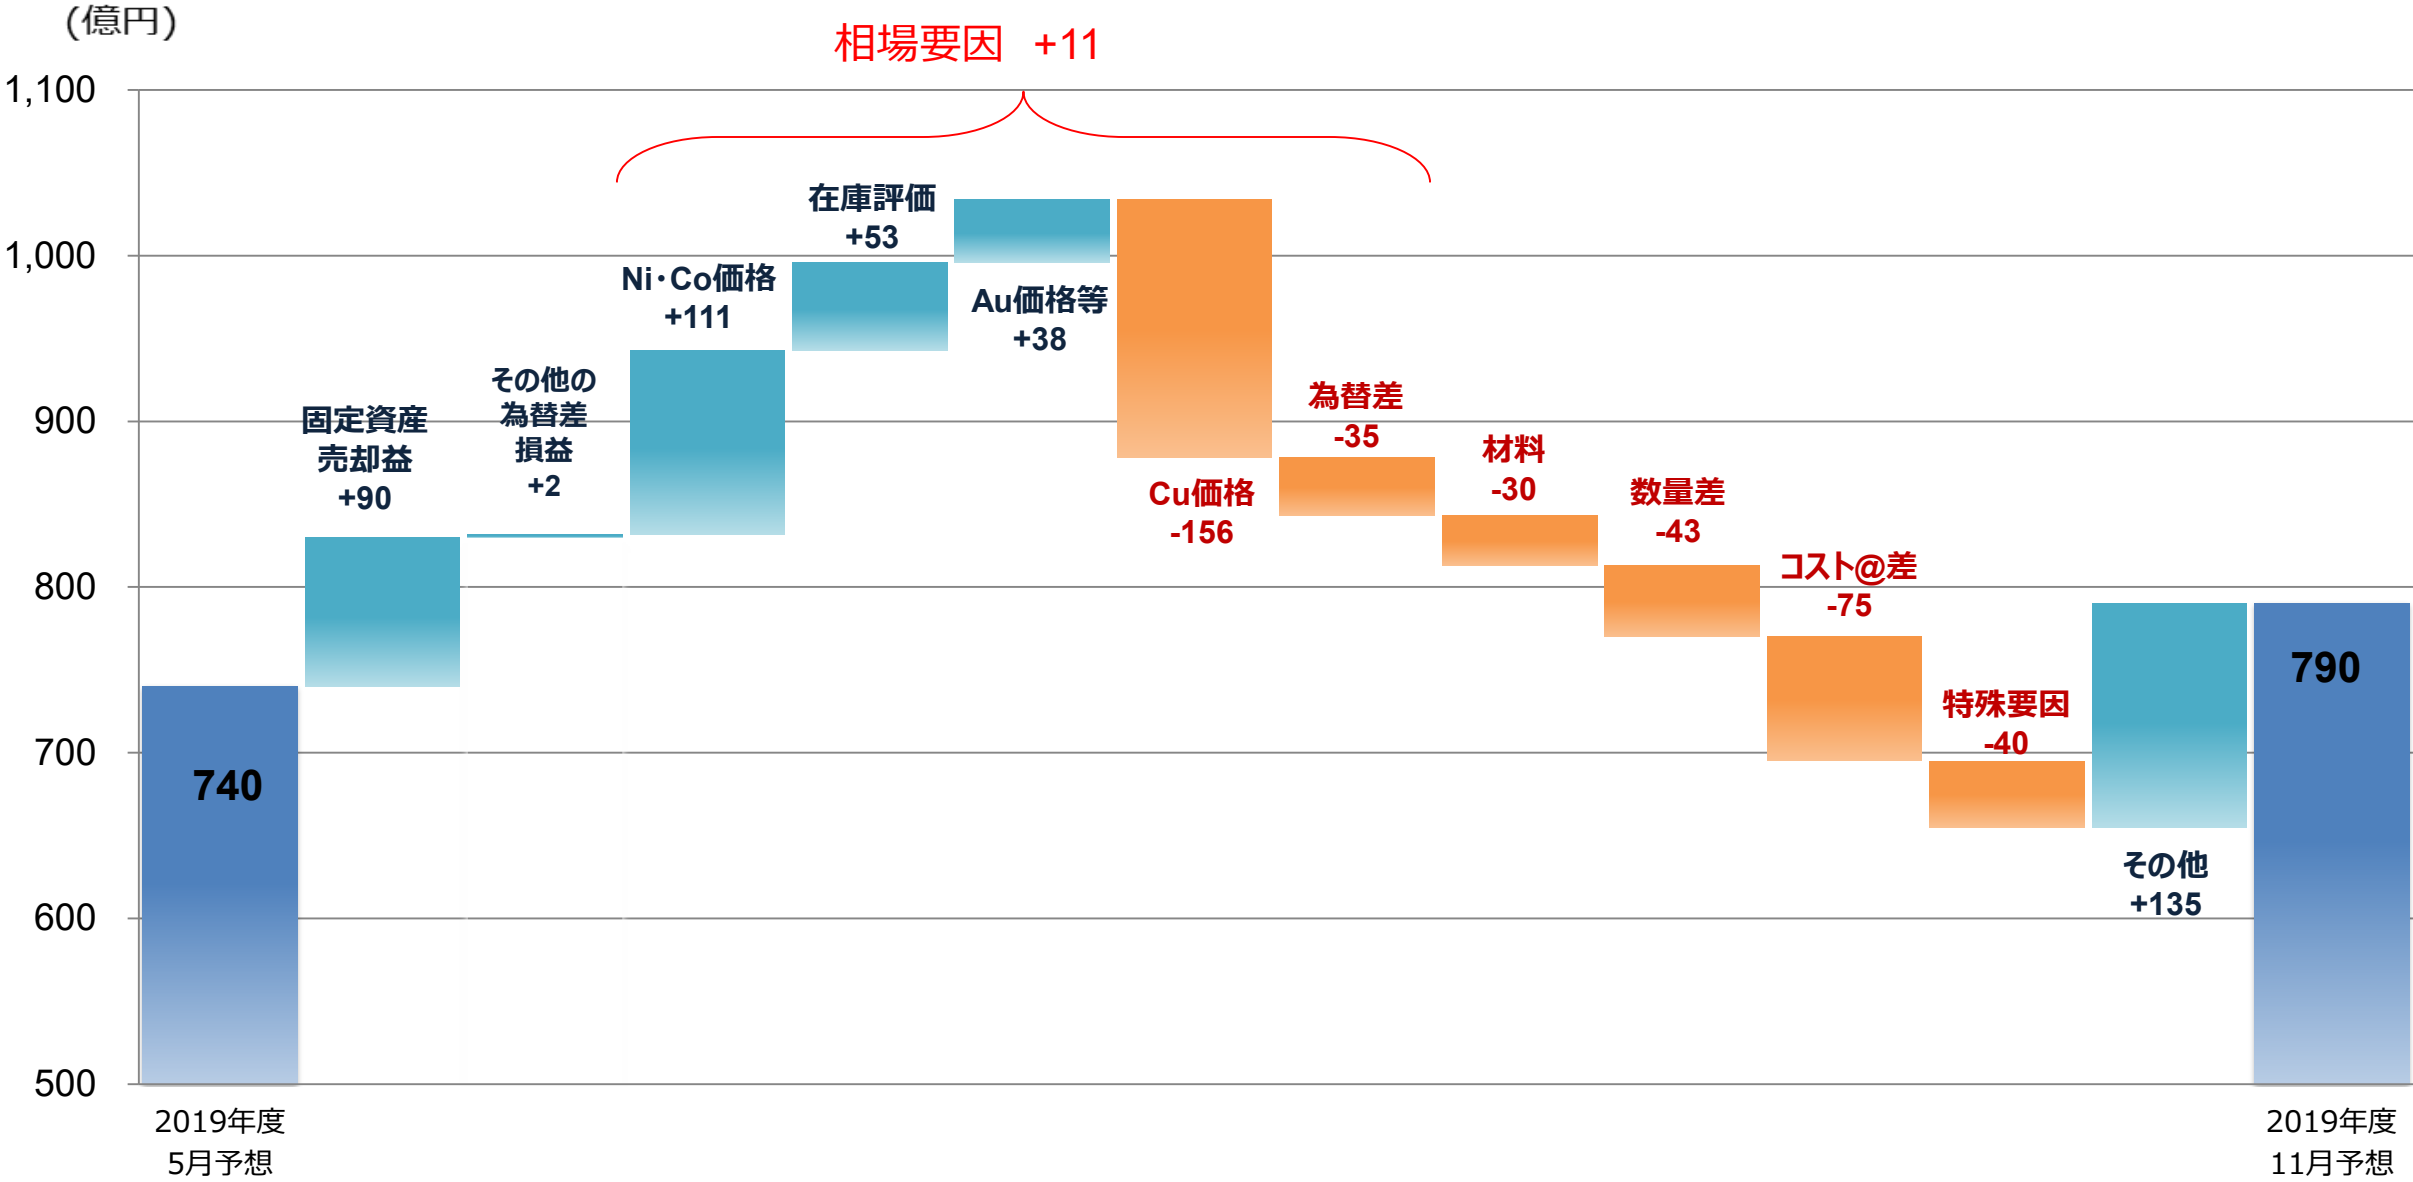 (億円)
相場要因 +11
1,100
1,000
900
800
700
600
500
740
固定資産
売却益
+90
その他の
為替差
損益
+2
Ni・Co価格
+111
在庫評価
+53
Au価格等
+38
Cu価格
-156
為替差
-35
材料
-30
数量差
-43
コスト@差
-75
特殊要因
-40
その他
+135
790
2019年度
5月予想
2019年度
11月予想